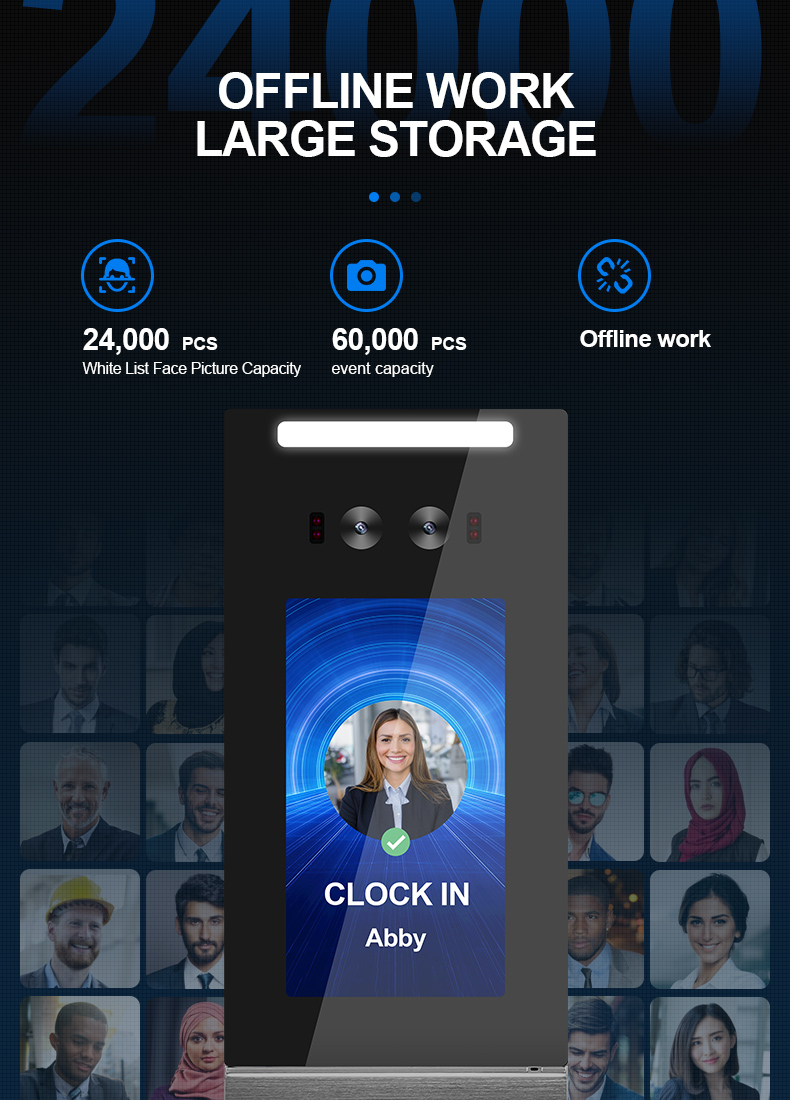 24000
OFFLINE WORK
LARGE STORAGE
24,000 PCS
White List Face Picture Capacity
60,000 PCS
event capacity
Offline work
CLOCK IN
Abby